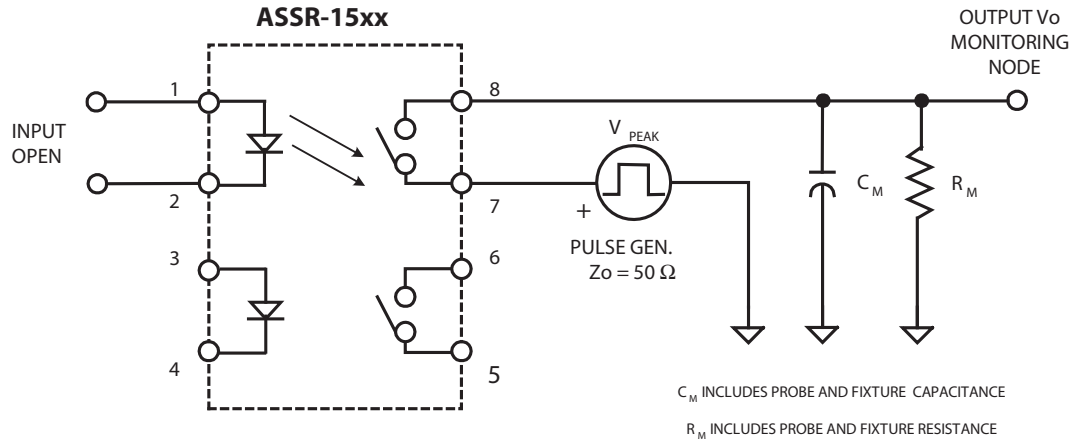 ASSR-15xx
OUTPUT Vo
MONITORING
NODE
INPUT
OPEN
1
2
3
4
8
7
6
5
V PEAK
+
PULSE GEN.
Zo = 50 Ω
C M
R M
C M INCLUDES PROBE AND FIXTURE CAPACITANCE
R M INCLUDES PROBE AND FIXTURE RESISTANCE